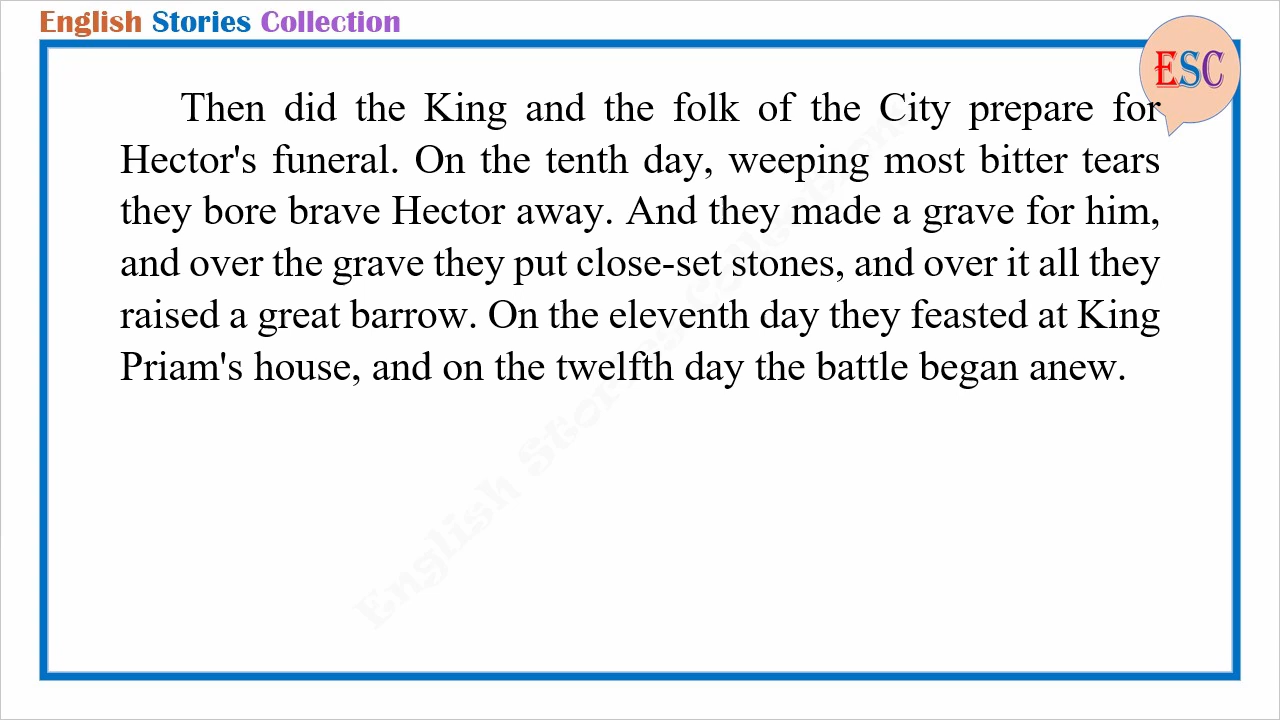 English Stories Collection
ESC
Then did the King and the folk of the City prepare for
Hector's funeral. On the tenth day, weeping most bitter tears
they bore brave Hector away. And they made a grave for him,
and over the grave they put close-set stones, and over it all they
raised a great barrow. On the eleventh day they feasted at King
Priam's house, and on the twelfth day the battle began anew.
English Stories Collection